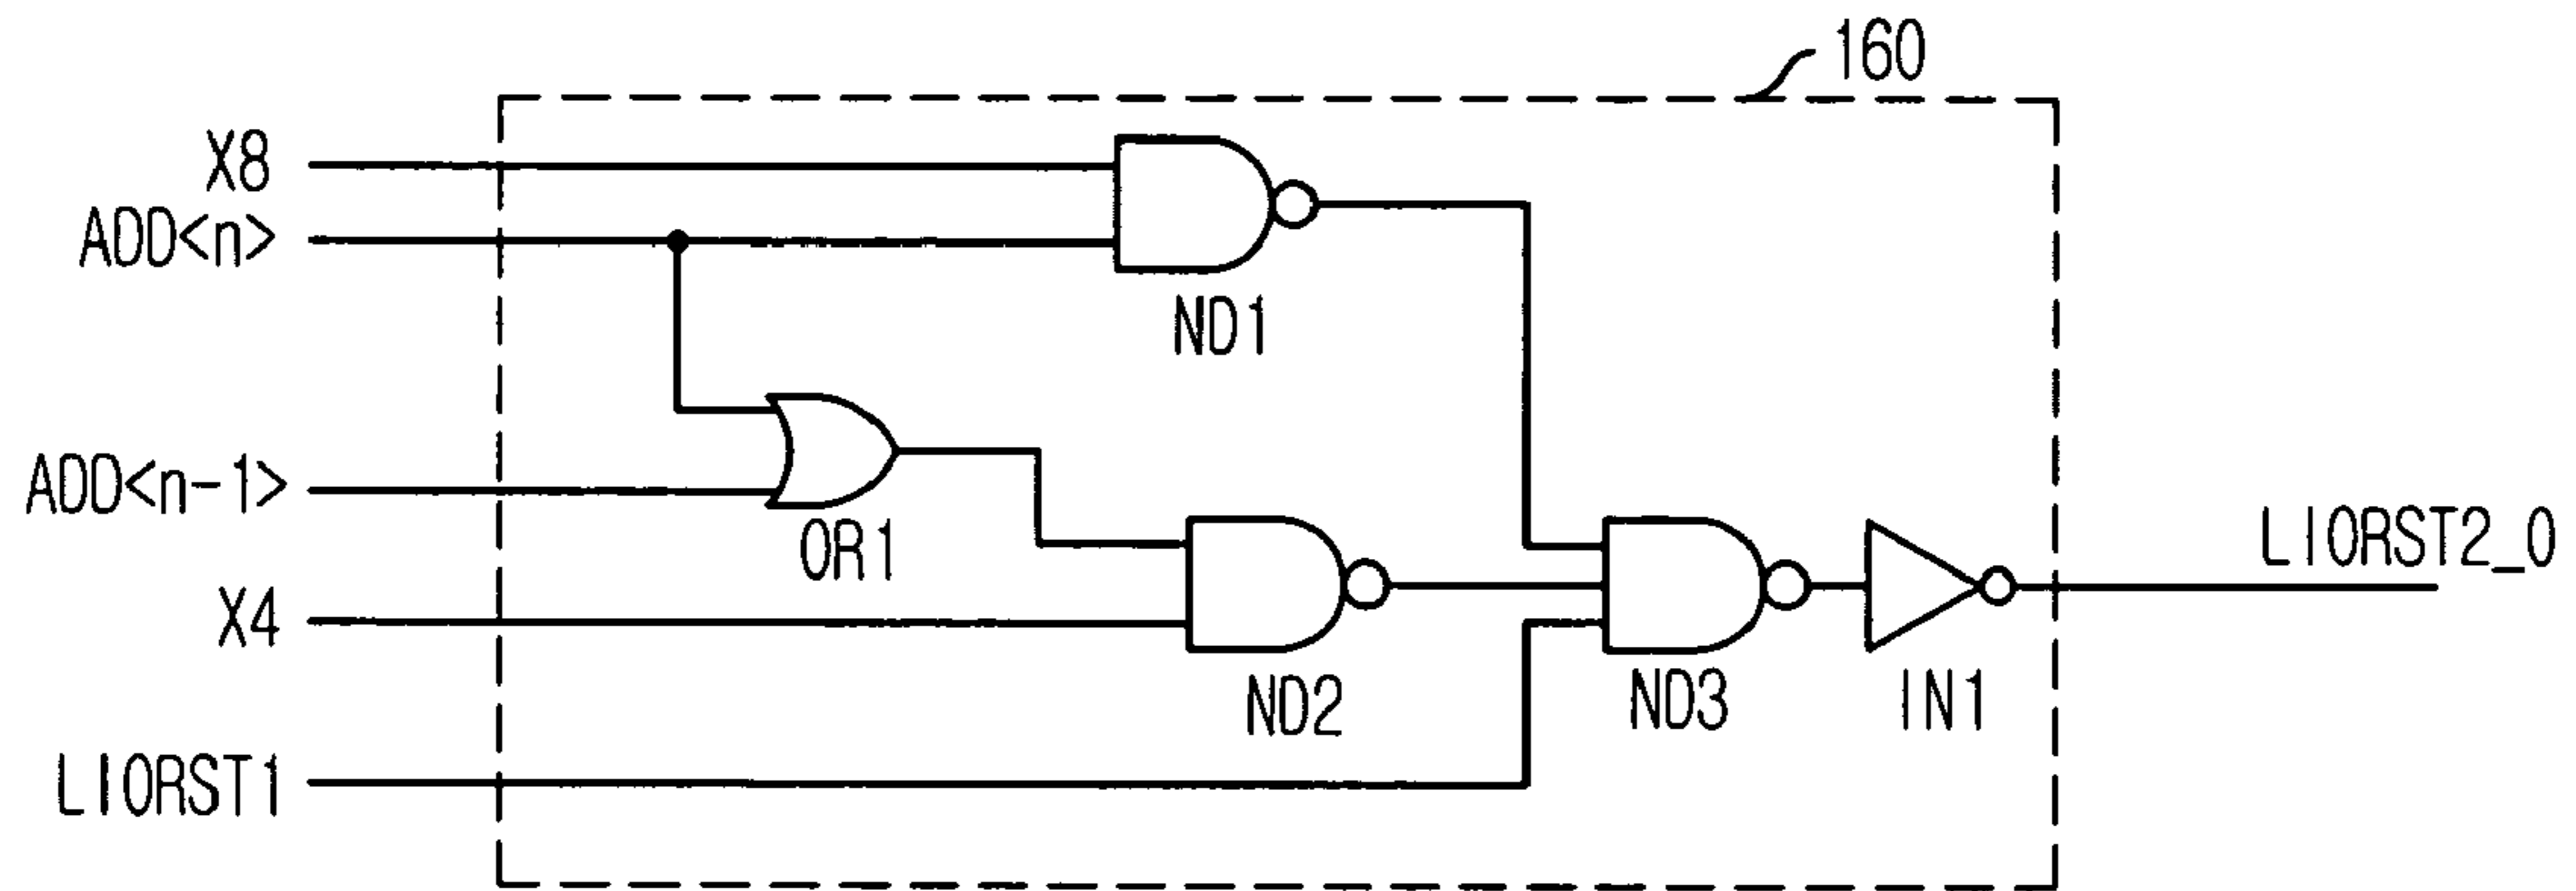 160
X8
ADD<n>
ND1
ADD<n-1>
OR1
X4
ND2
ND3
IN1
LIORST2_0
LIORST1